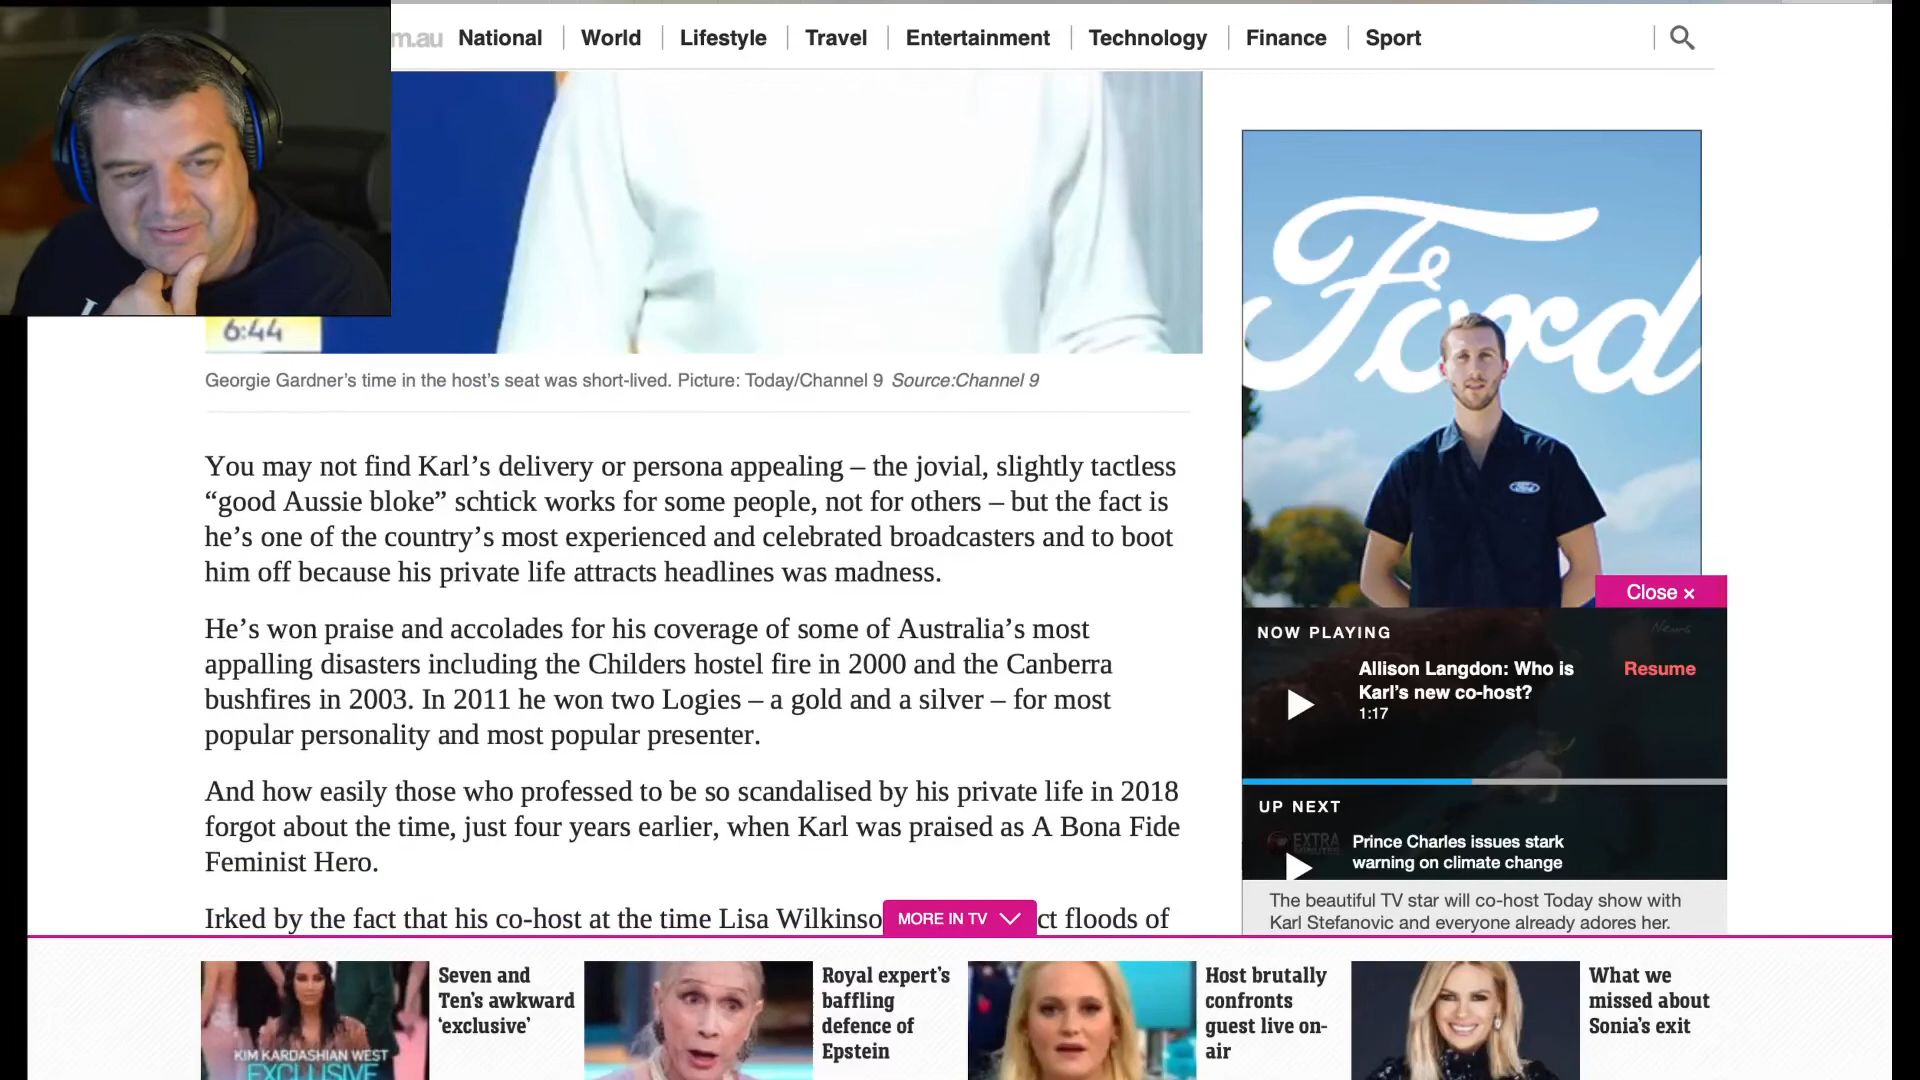 m.au National World Lifestyle Travel Entertainment Technology Finance Sport
6:44
Georgie Gardner’s time in the host’s seat was short-lived. Picture: Today/Channel 9 Source:Channel 9
You may not find Karl’s delivery or persona appealing – the jovial, slightly tactless
“good Aussie bloke” schtick works for some people, not for others – but the fact is
he’s one of the country’s most experienced and celebrated broadcasters and to boot
him off because his private life attracts headlines was madness.
He’s won praise and accolades for his coverage of some of Australia’s most
appalling disasters including the Childers hostel fire in 2000 and the Canberra
bushfires in 2003. In 2011 he won two Logies – a gold and a silver – for most
popular personality and most popular presenter.
And how easily those who professed to be so scandalised by his private life in 2018
forgot about the time, just four years earlier, when Karl was praised as A Bona Fide
Feminist Hero.
Irked by the fact that his co-host at the time Lisa Wilkinso
ct floods of
MORE IN TV
Ford
Ford
Close ×
News
NOW PLAYING
Allison Langdon: Who is
Karl’s new co-host?
1:17
Resume
UP NEXT
EXTRA
MINUTES
Prince Charles issues stark
warning on climate change
The beautiful TV star will co-host Today show with
Karl Stefanovic and everyone already adores her.
KIM KARDASHIAN WEST
EXCLUSIVE
Seven and
Ten’s awkward
‘exclusive’
Royal expert’s
baffling
defence of
Epstein
Host brutally
confronts
guest live on-
air
What we
missed about
Sonia’s exit